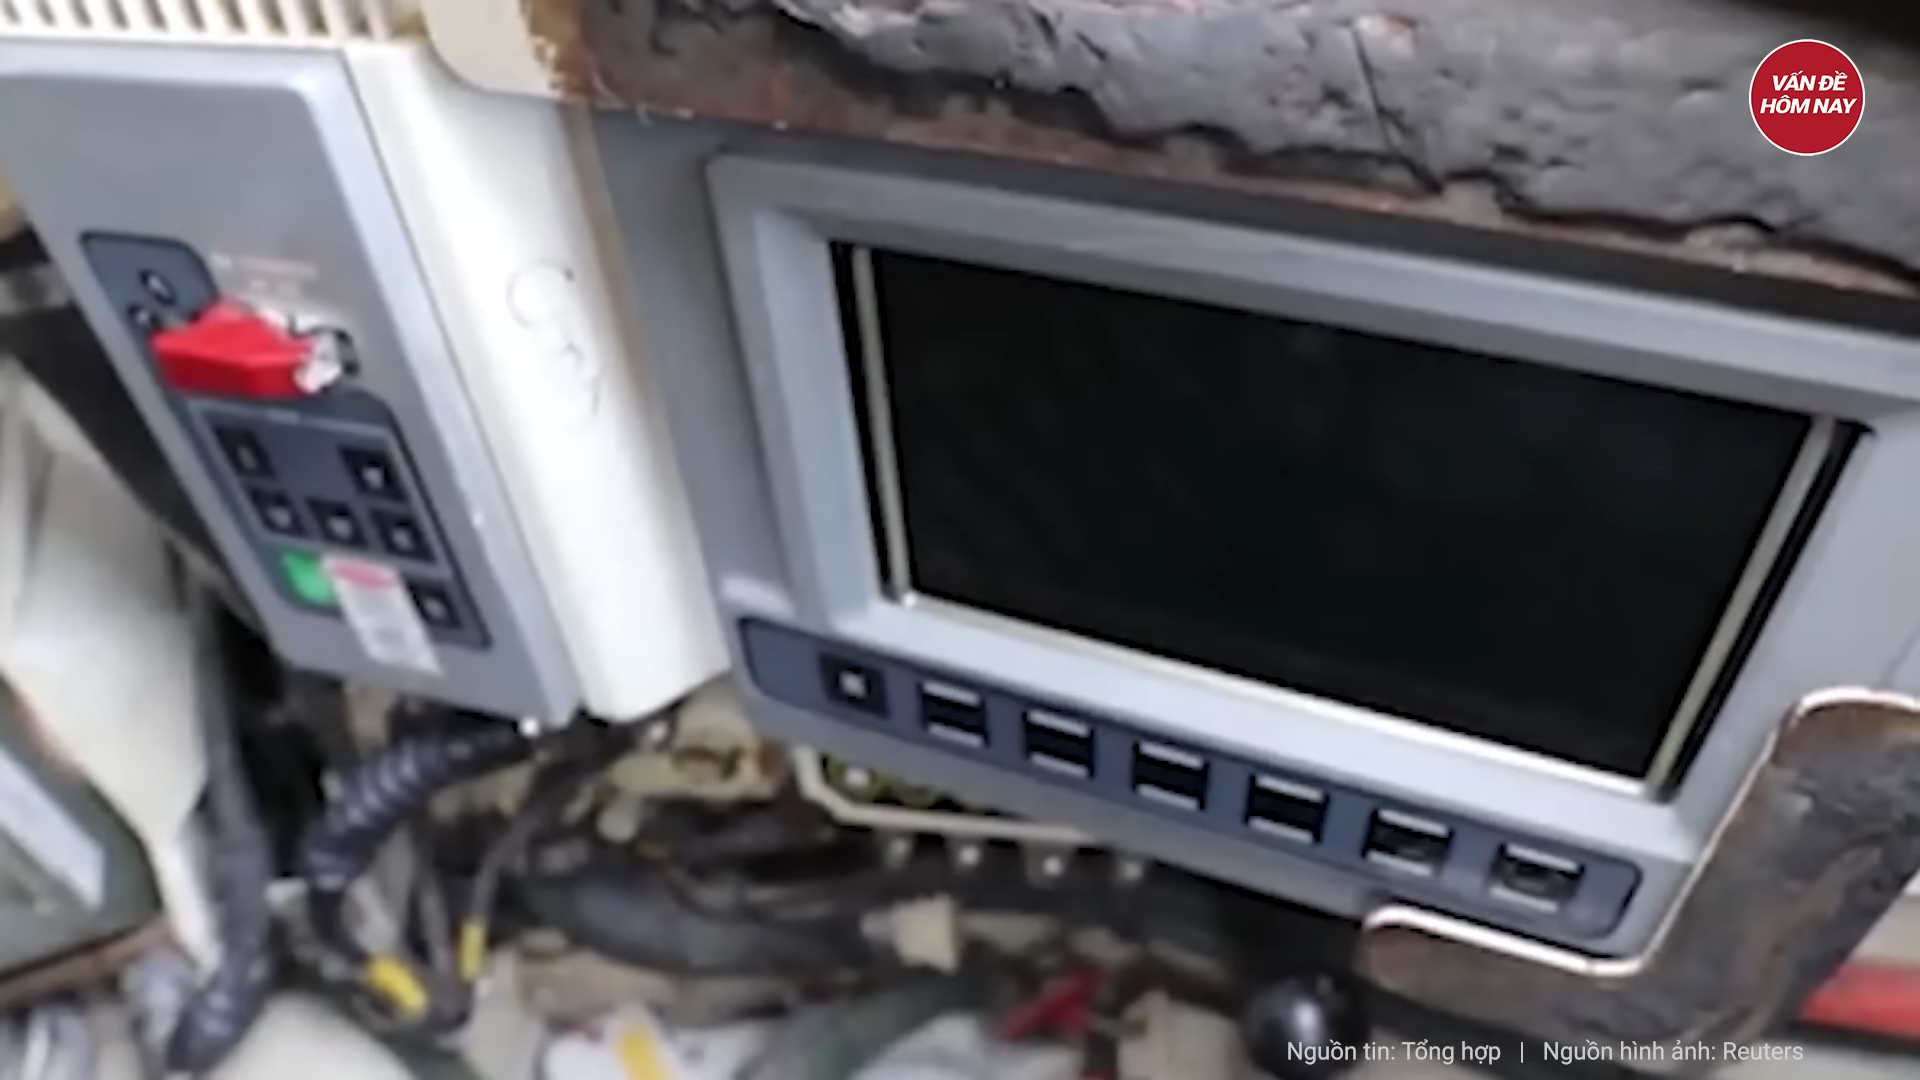 VẤN ĐỀ
HÔM NAY
Nguồn tin: Tổng hợp | Nguồn hình ảnh: Reuters